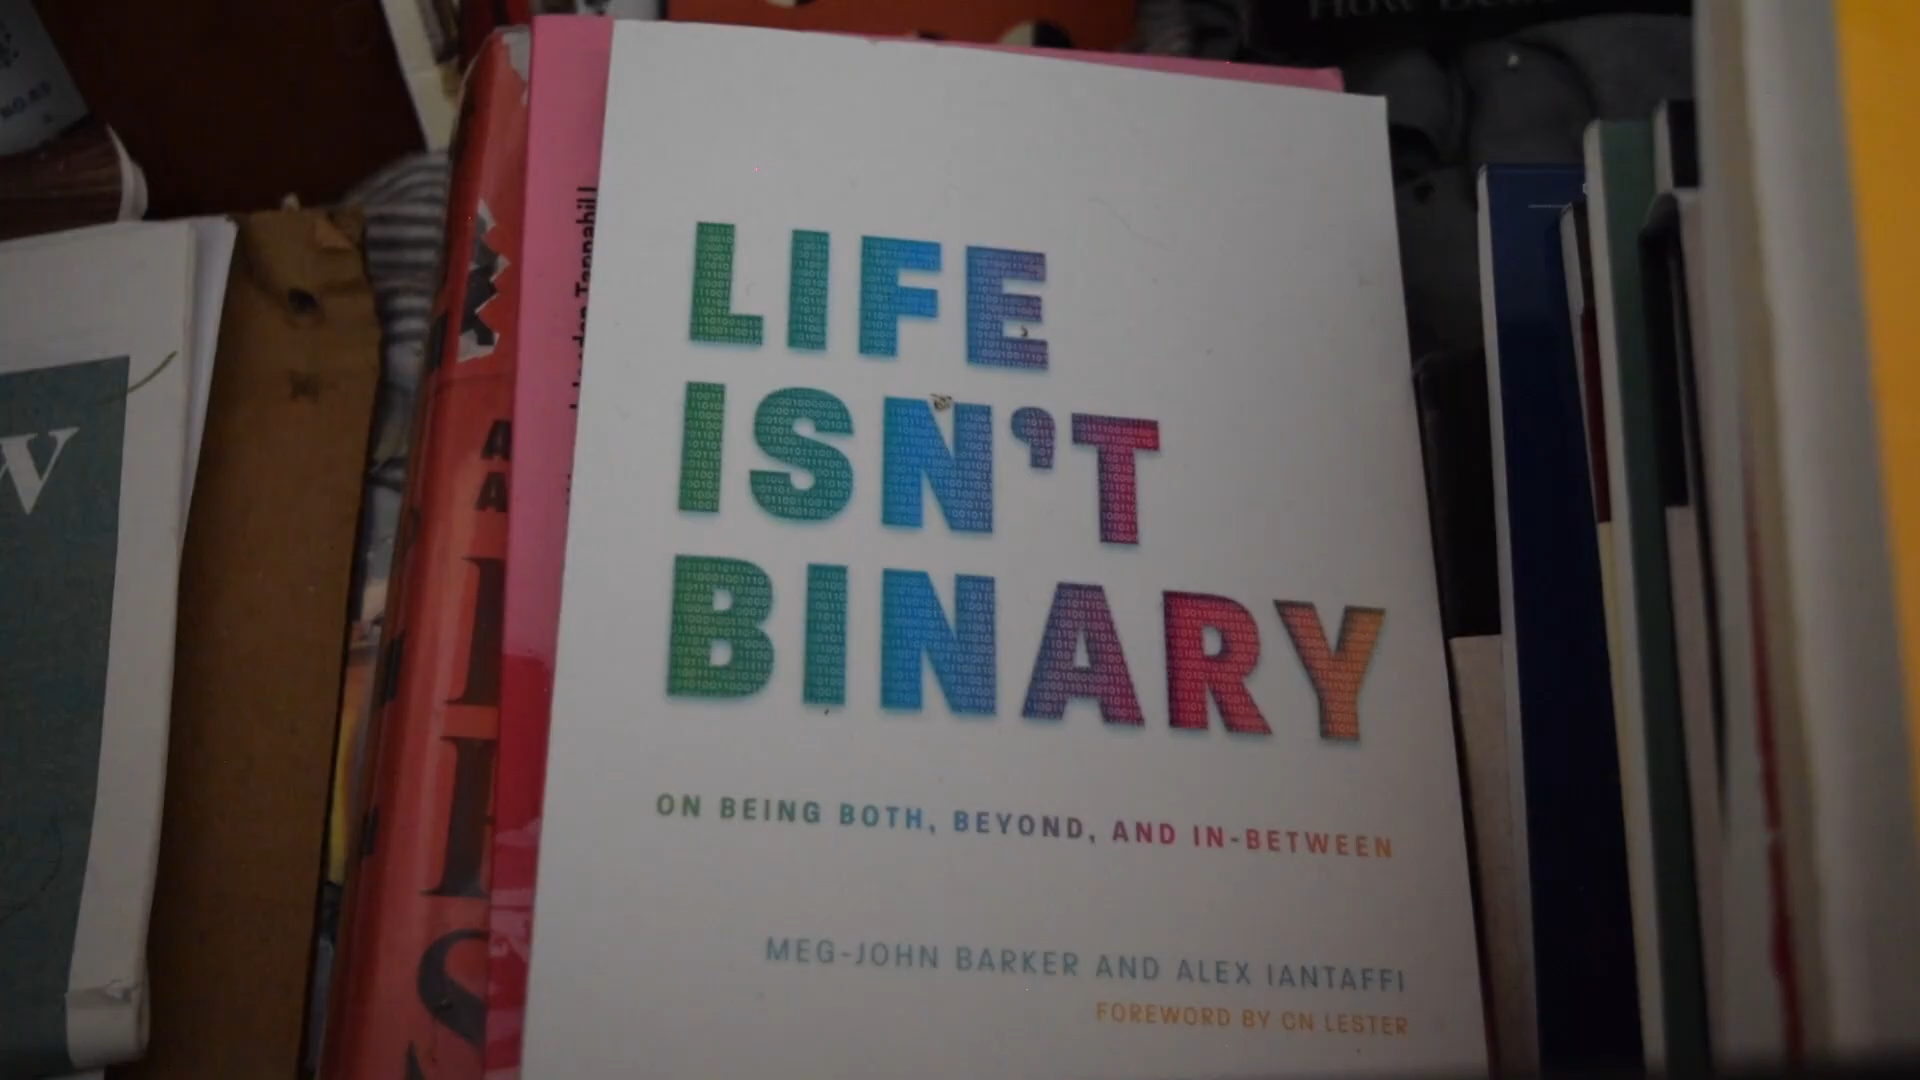 LIFE
ISN'T
BINARY
ON BEING BOTH, BEYOND, AND IN-BETWEEN
MEG-JOHN BARKER AND ALEX IANTAFFI
FOREWORD BY CN LESTER
Tannahill